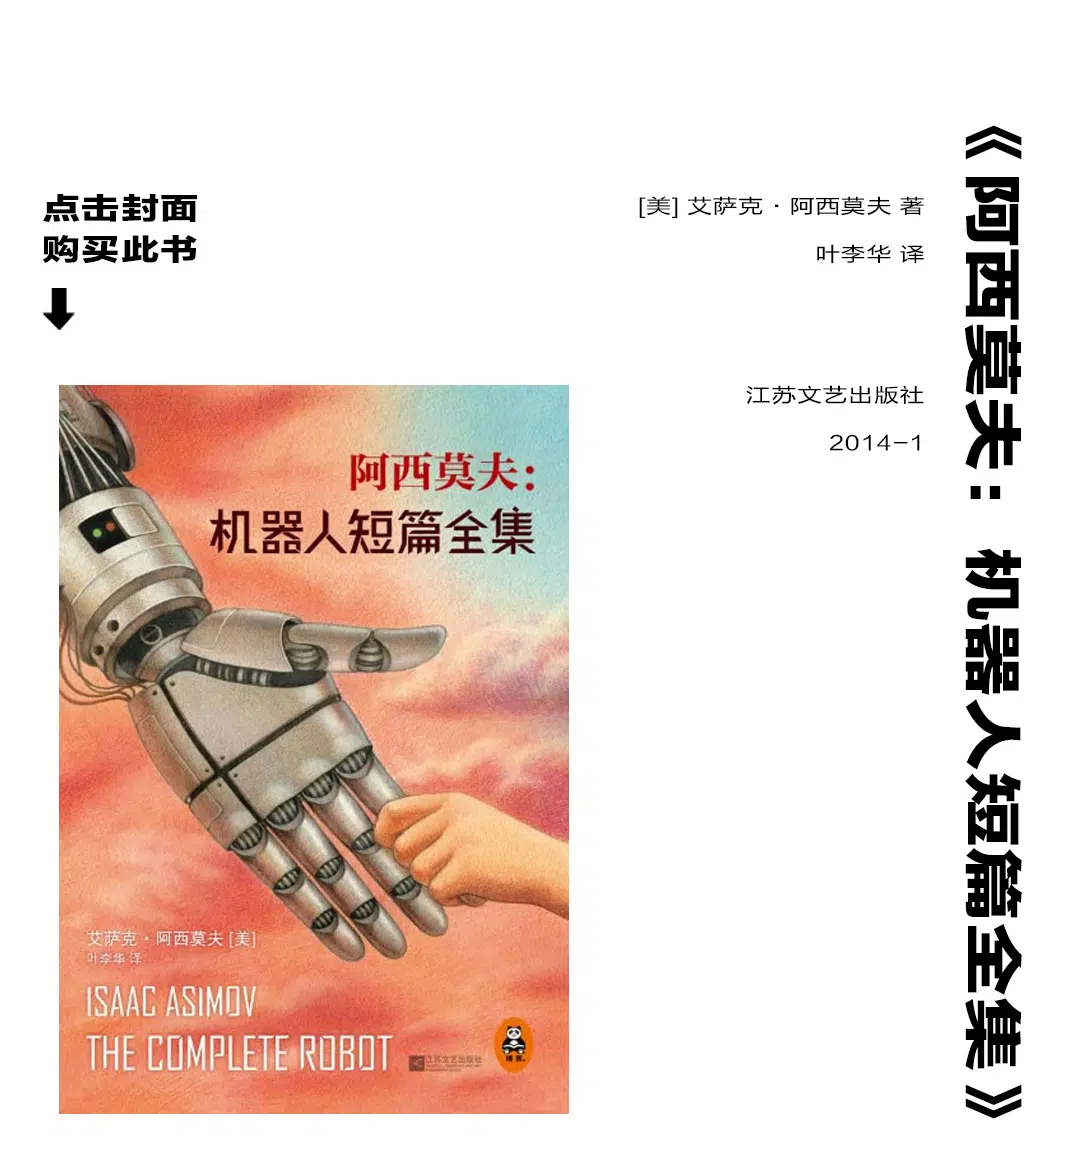 点击封面
购买此书
[美] 艾萨克·阿西莫夫 著
叶李华 译
江苏文艺出版社
2014-1
《阿西莫夫：机器人短篇全集》
阿西莫夫：
机器人短篇全集
艾萨克·阿西莫夫 [美]
叶李华 译
ISAAC ASIMOV
THE COMPLETE ROBOT
江苏文艺出版社